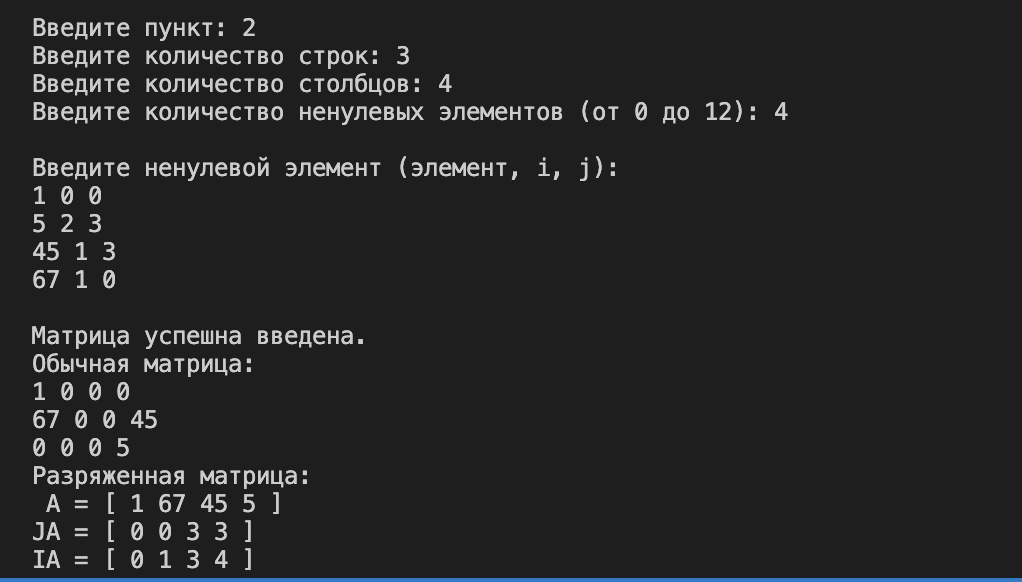 Введите пункт: 2
Введите количество строк: 3
Введите количество столбцов: 4
Введите количество ненулевых элементов (от 0 до 12): 4
Введите ненулевой элемент (элемент, i, j):
1 0 0
5 2 3
45 1 3
67 1 0
Матрица успешна введена.
Обычная матрица:
1 0 0 0
67 0 0 45
0 0 0 5
Разряженная матрица:
A = [ 1 67 45 5 ]
JA = [ 0 0 3 3 ]
IA = [ 0 1 3 4 ]